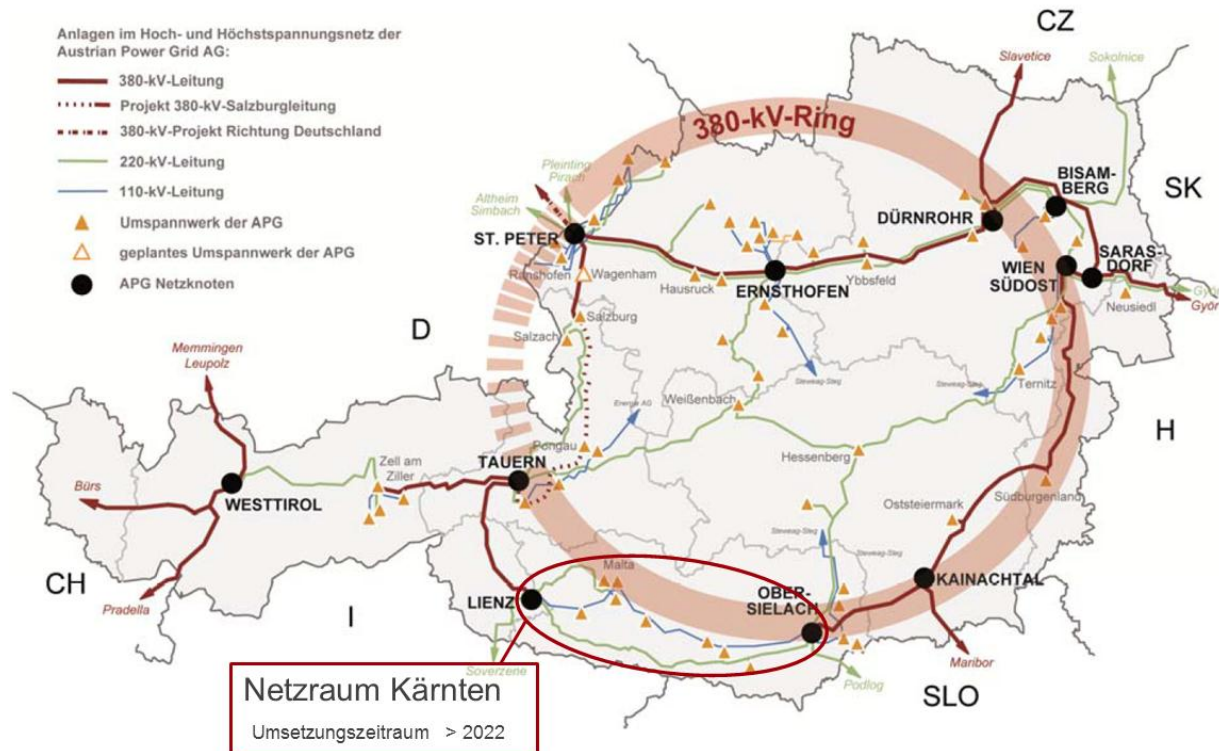 Anlagen im Hoch- und Höchstspannungsnetz der
Austrian Power Grid AG:
380-kV-Leitung
Projekt 380-kV-Salzburgleitung
380-kV-Projekt Richtung Deutschland
220-kV-Leitung
110-kV-Leitung
Umspannwerk der APG
geplantes Umspannwerk der APG
APG Netzknoten
CZ
Slavetice
Sokolnice
380-kV-Ring
Pleinting
Pirach
Altheim
Simbach
ST. PETER
Ranshofen
Wagenham
Hausruck
ERNSTHOFEN
Ybbsfeld
DÜRNROHR
BISAM-
BERG
SK
SARAS-
DORF
WIEN
SÜDOST
Győr
Győr
Neusiedl
Salzburg
Salzach
D
Memmingen
Leupolz
Steweag-Steg
Steweag-Steg
Ternitz
Energie AG
Weißenbach
H
Pongau
Hessenberg
TAUERN
Zell am
Ziller
WESTTIROL
Bürs
Südburgenland
Oststeiermark
Steweag-Steg
Steweag-Steg
CH
Pradella
I
Malta
LIENZ
OBER-
SIELACH
KAINACHTAL
Maribor
Soverzene
Podlog
SLO
Netzraum Kärnten
Umsetzungszeitraum > 2022